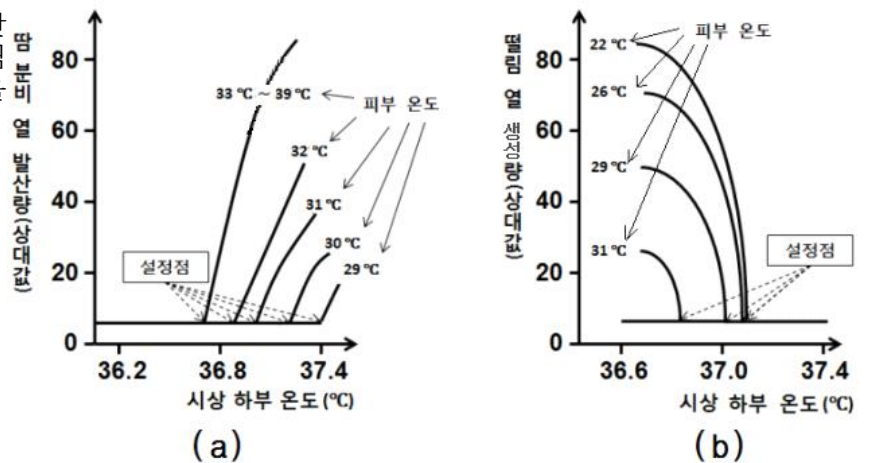 땀 분비 열 발산량(상대값)
80
60
40
20
0
33 ℃ ~ 39 ℃
피부 온도
32 ℃
31 ℃
30 ℃
29 ℃
설정점
36.2 36.8 37.4
시상 하부 온도(℃)
(a)
떨림 열 생성량(상대값)
80
60
40
20
0
22 ℃
피부 온도
26 ℃
29 ℃
31 ℃
설정점
36.6 37.0 37.4
시상 하부 온도(℃)
(b)